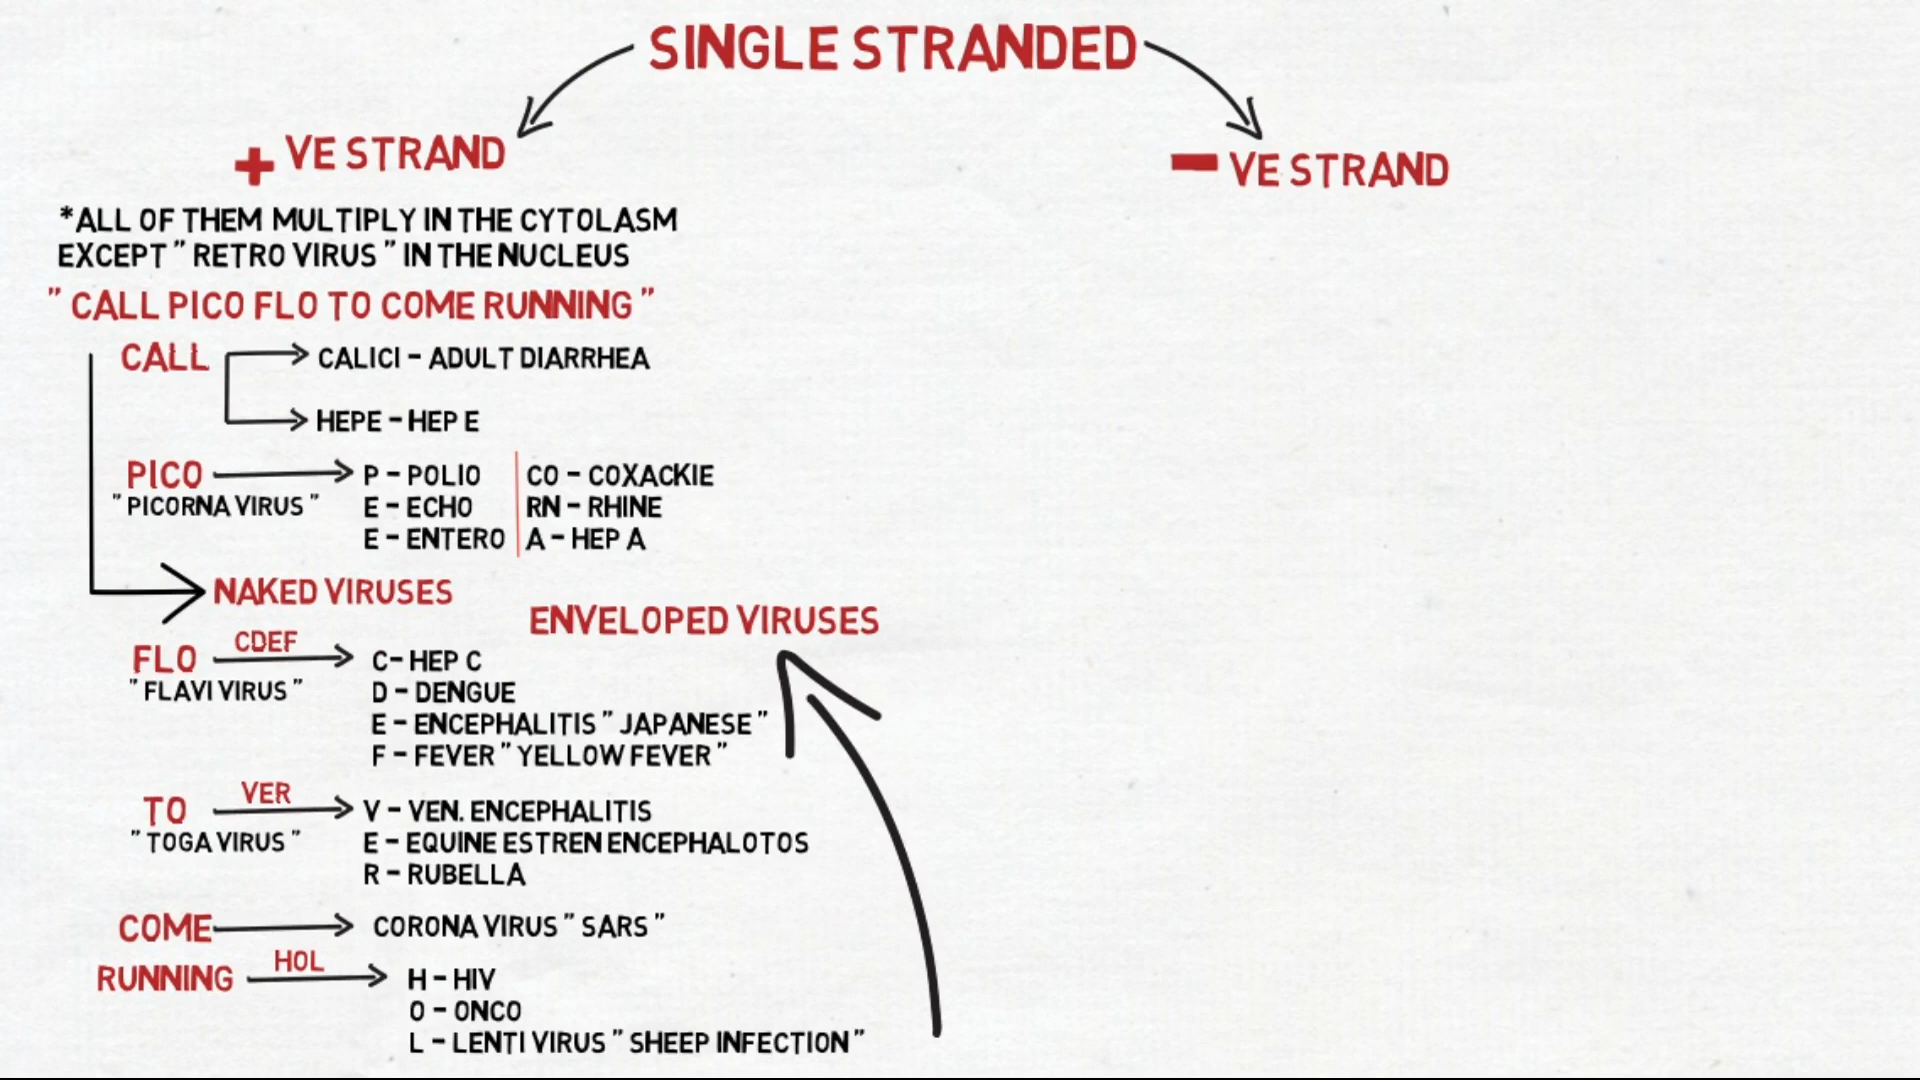 SINGLE STRANDED
+ VE STRAND
- VE STRAND
*ALL OF THEM MULTIPLY IN THE CYTOLASM
EXCEPT " RETRO VIRUS " IN THE NUCLEUS
" CALL PICO FLO TO COME RUNNING "
CALL
CALICI - ADULT DIARRHEA
HEPE - HEP E
PICO
" PICORNA VIRUS "
P - POLIO
E - ECHO
E - ENTERO
CO - COXACKIE
RN - RHINE
A - HEP A
NAKED VIRUSES
ENVELOPED VIRUSES
FLO
CDEF
" FLAVI VIRUS "
C- HEP C
D - DENGUE
E - ENCEPHALITIS " JAPANESE "
F - FEVER " YELLOW FEVER "
TO
VER
" TOGA VIRUS "
V - VEN. ENCEPHALITIS
E - EQUINE ESTREN ENCEPHALOTOS
R - RUBELLA
COME
CORONA VIRUS " SARS "
RUNNING
HOL
H - HIV
O - ONCO
L - LENTI VIRUS " SHEEP INFECTION "